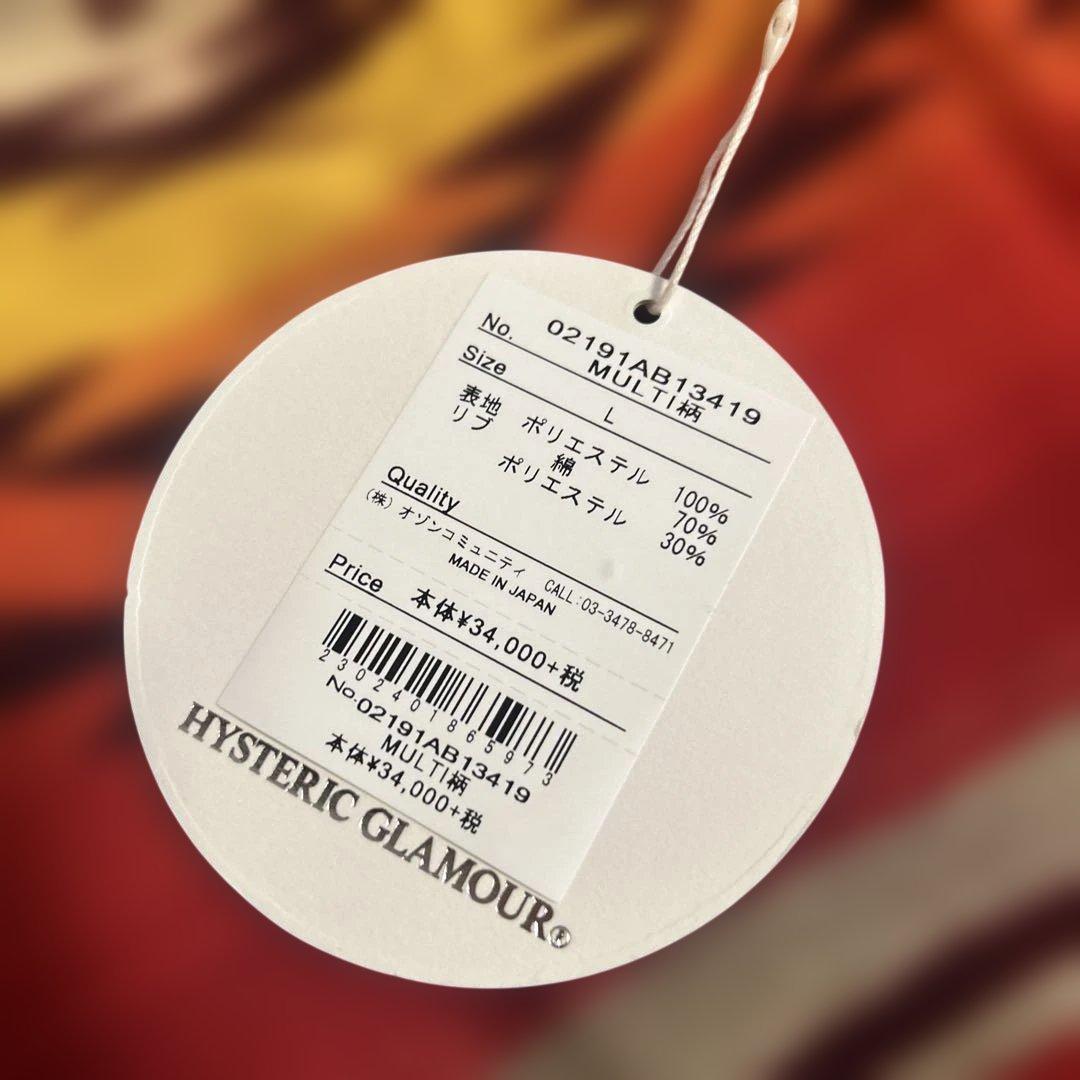 No. 02191AB13419
MULTI柄
Size L
表地 ポリエステル 100%
リブ 綿 70%
ポリエステル 30%
Quality
(株)オゾンコミュニティ CALL:03-3478-8471
MADE IN JAPAN
Price 本体¥34,000+税
2302401865973
No.02191AB13419
MULTI柄
本体¥34,000+税
HYSTERIC GLAMOUR®